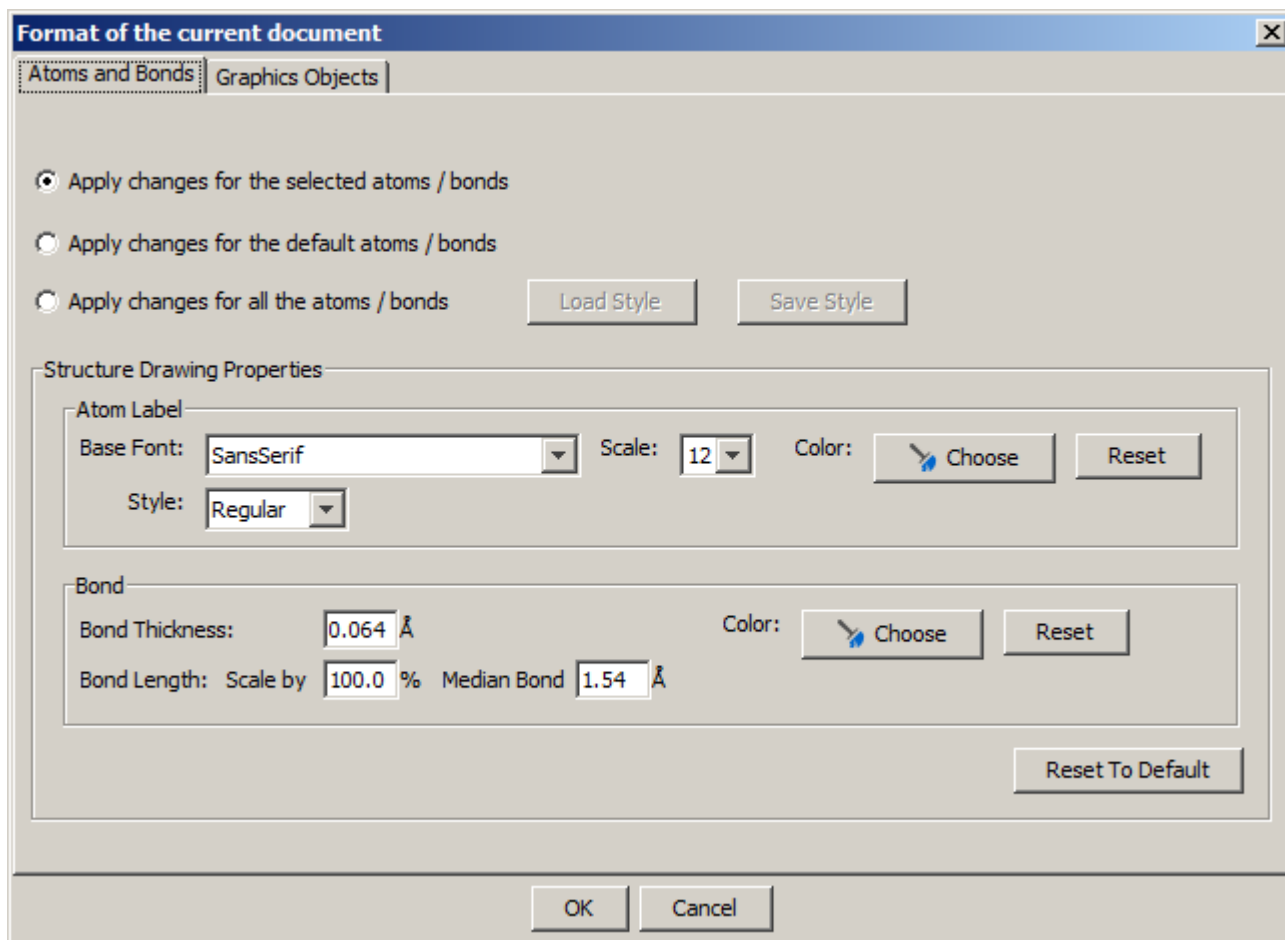 Format of the current document
Atoms and Bonds Graphics Objects
Apply changes for the selected atoms / bonds
Apply changes for the default atoms / bonds
Apply changes for all the atoms / bonds Load Style Save Style
Structure Drawing Properties
Atom Label
Base Font: SansSerif Scale: 12 Color: Choose Reset
Style: Regular
Bond
Bond Thickness: 0.064 Å Color: Choose Reset
Bond Length: Scale by 100.0 % Median Bond 1.54 Å
Reset To Default
OK Cancel